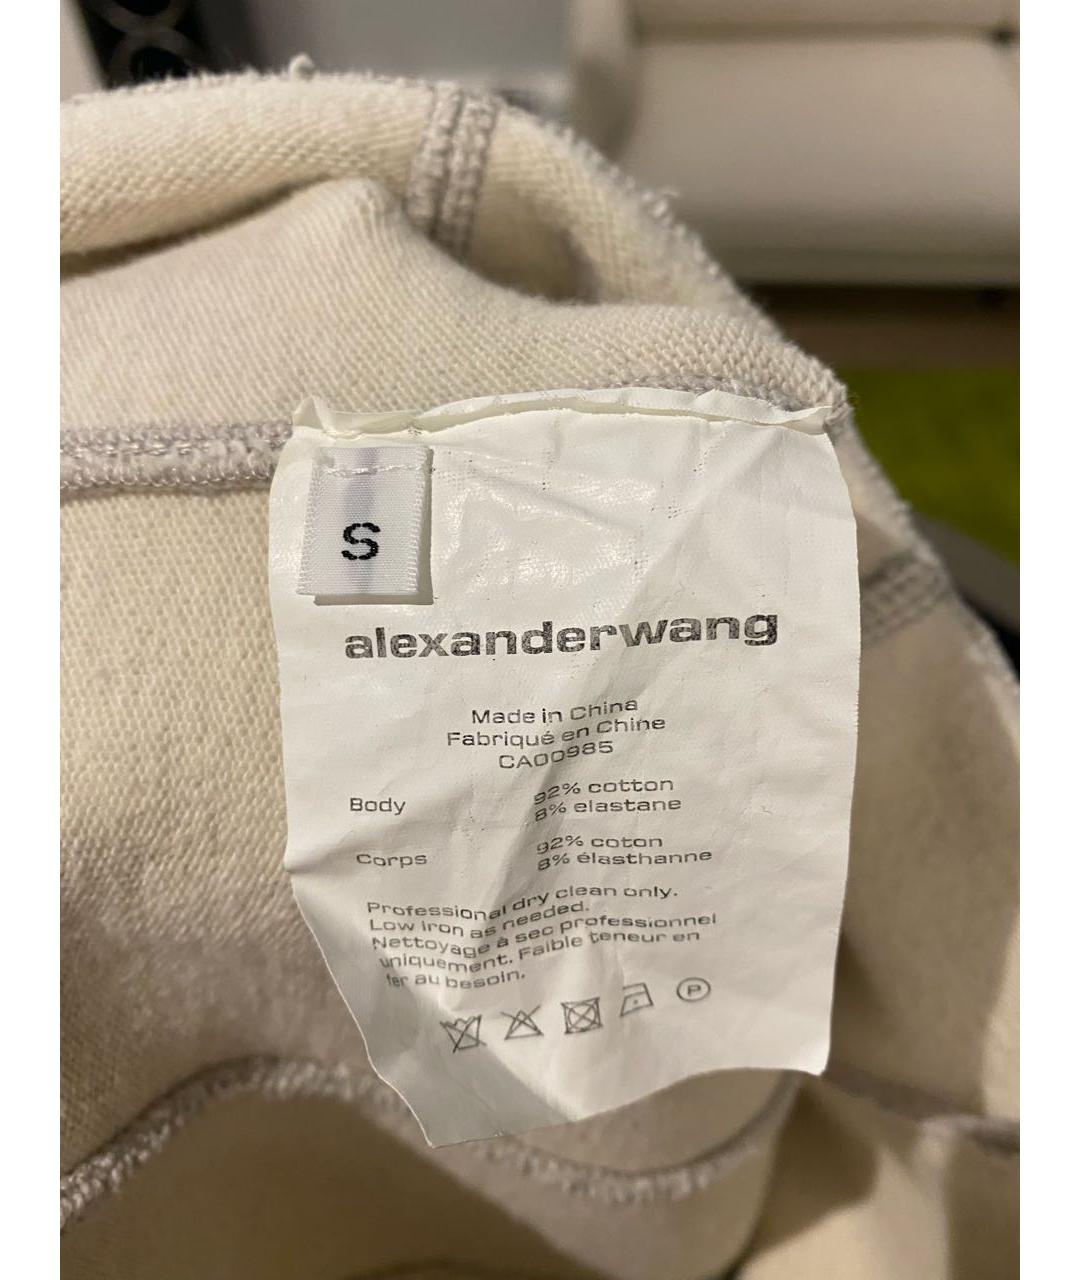 S
alexanderwang
Made in China
Fabriqué en Chine
CA00985
Body
92% cotton
8% elastane
Corps
92% coton
8% élasthanne
Professional dry clean only.
Low iron as needed.
Nettoyage à sec professionnel
uniquement. Faible teneur en
fer au besoin.
P